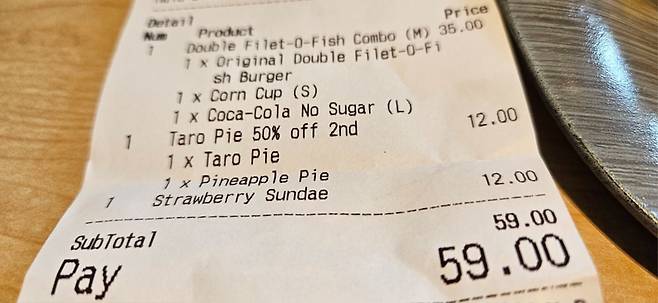 Detail
Num Product Price
1 Double Filet-O-Fish Combo (M) 35.00
1 x Original Double Filet-O-Fi
sh Burger
1 x Corn Cup (S)
1 x Coca-Cola No Sugar (L)
1 Taro Pie 50% off 2nd 12.00
1 x Taro Pie
1 x Pineapple Pie
1 Strawberry Sundae 12.00
SubTotal 59.00
Pay 59.00